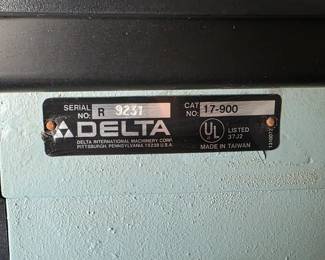 SERIAL NO: R 9237 CAT NO: 17-900
DELTA
UL LISTED 37J2
DELTA INTERNATIONAL MACHINERY CORP.
PITTSBURGH, PENNSYLVANIA 15238 U.S.A.
MADE IN TAIWAN